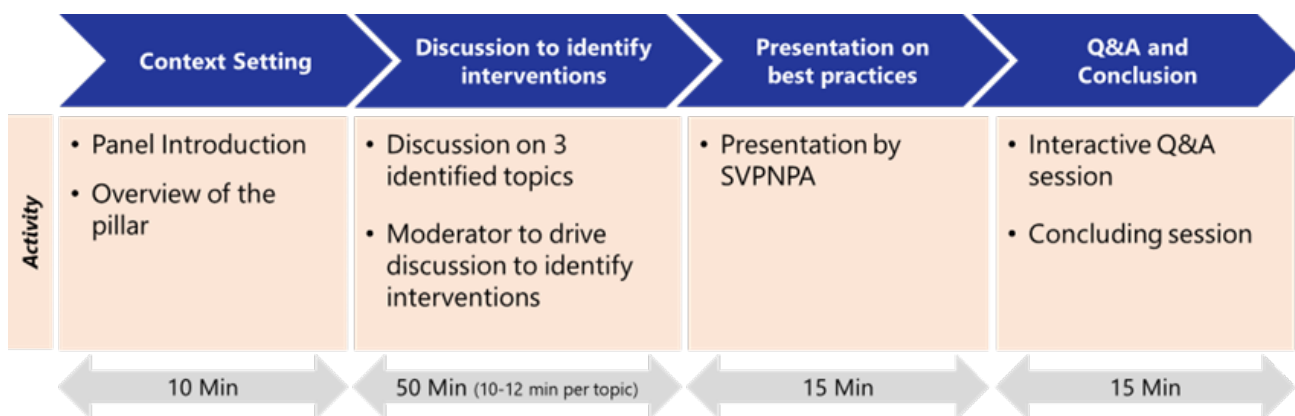 Context Setting
Discussion to identify
interventions
Presentation on
best practices
Q&A and
Conclusion
Activity
• Panel Introduction
• Overview of the
pillar
• Discussion on 3
identified topics
• Moderator to drive
discussion to identify
interventions
• Presentation by
SVPNPA
• Interactive Q&A
session
• Concluding session
10 Min
50 Min (10-12 min per topic)
15 Min
15 Min